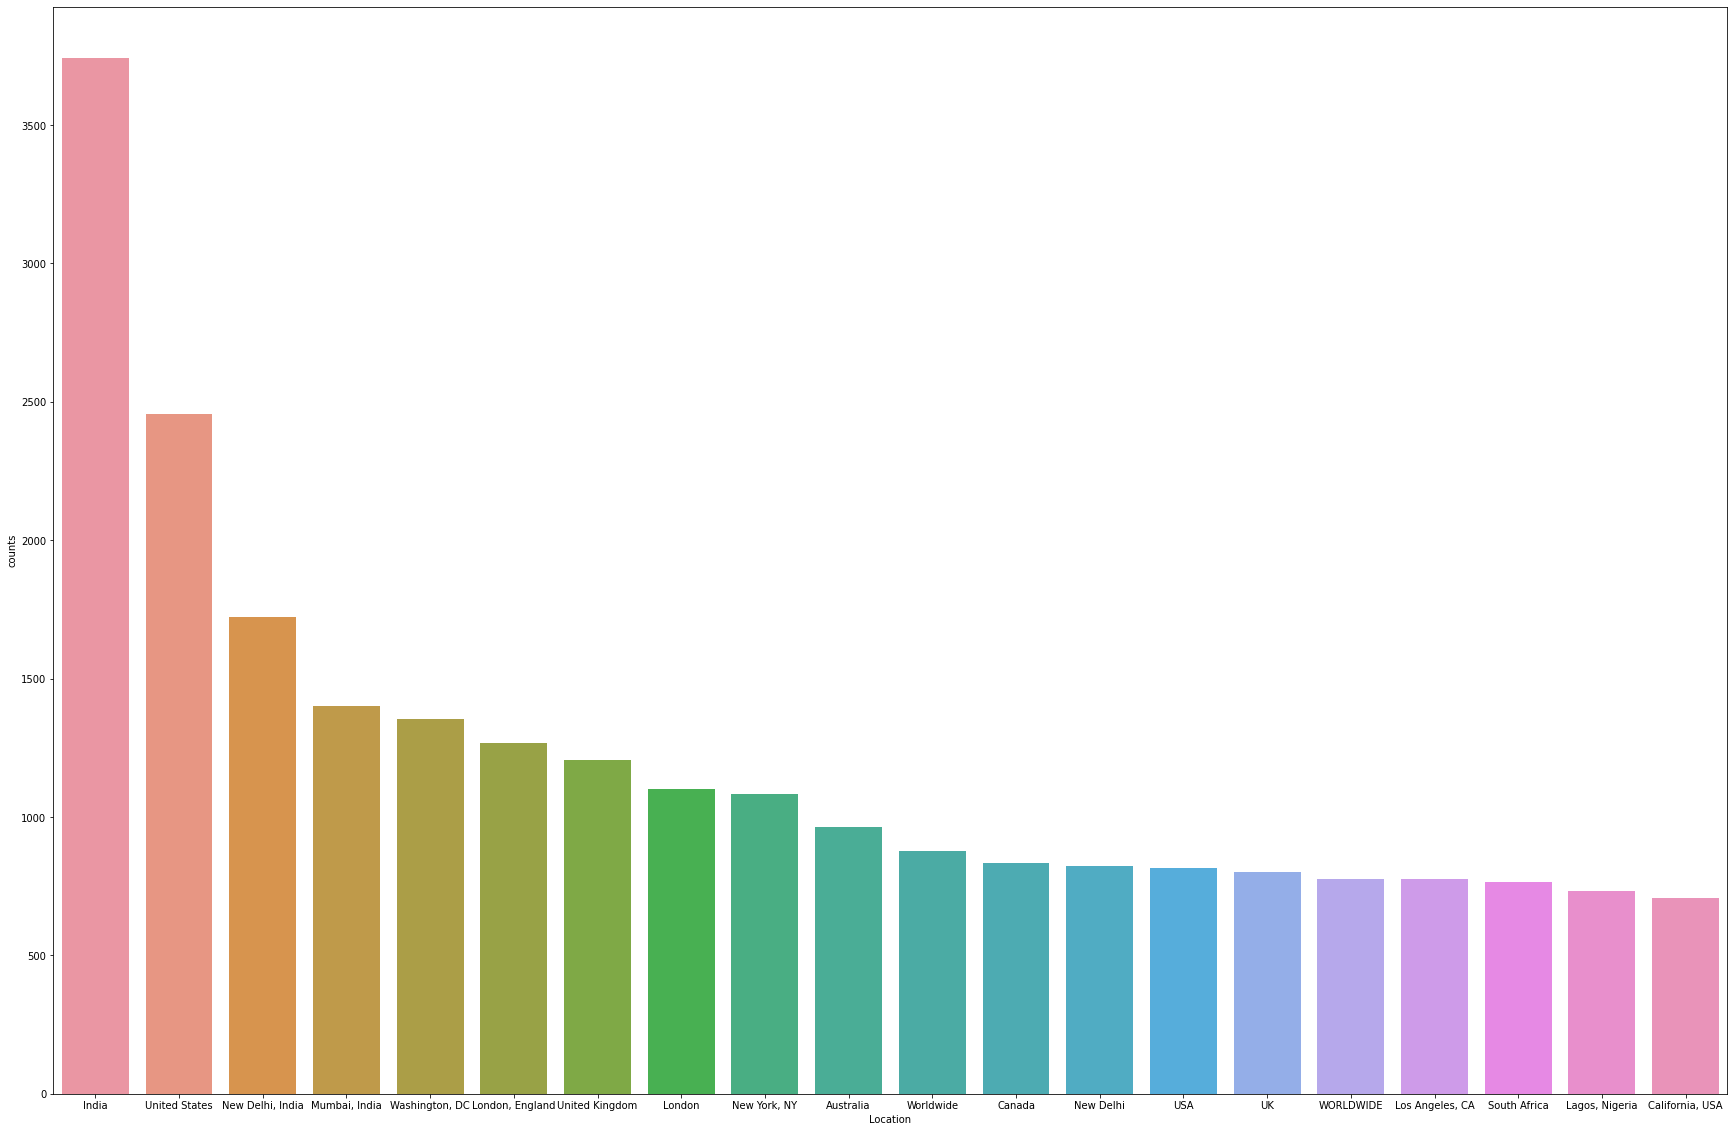 3500
3000
2500
2000
1500
1000
500
0
counts
India United States New Delhi, India Mumbai, India Washington, DC London, England United Kingdom London New York, NY Australia Worldwide Canada New Delhi USA UK WORLDWIDE Los Angeles, CA South Africa Lagos, Nigeria California, USA
Location